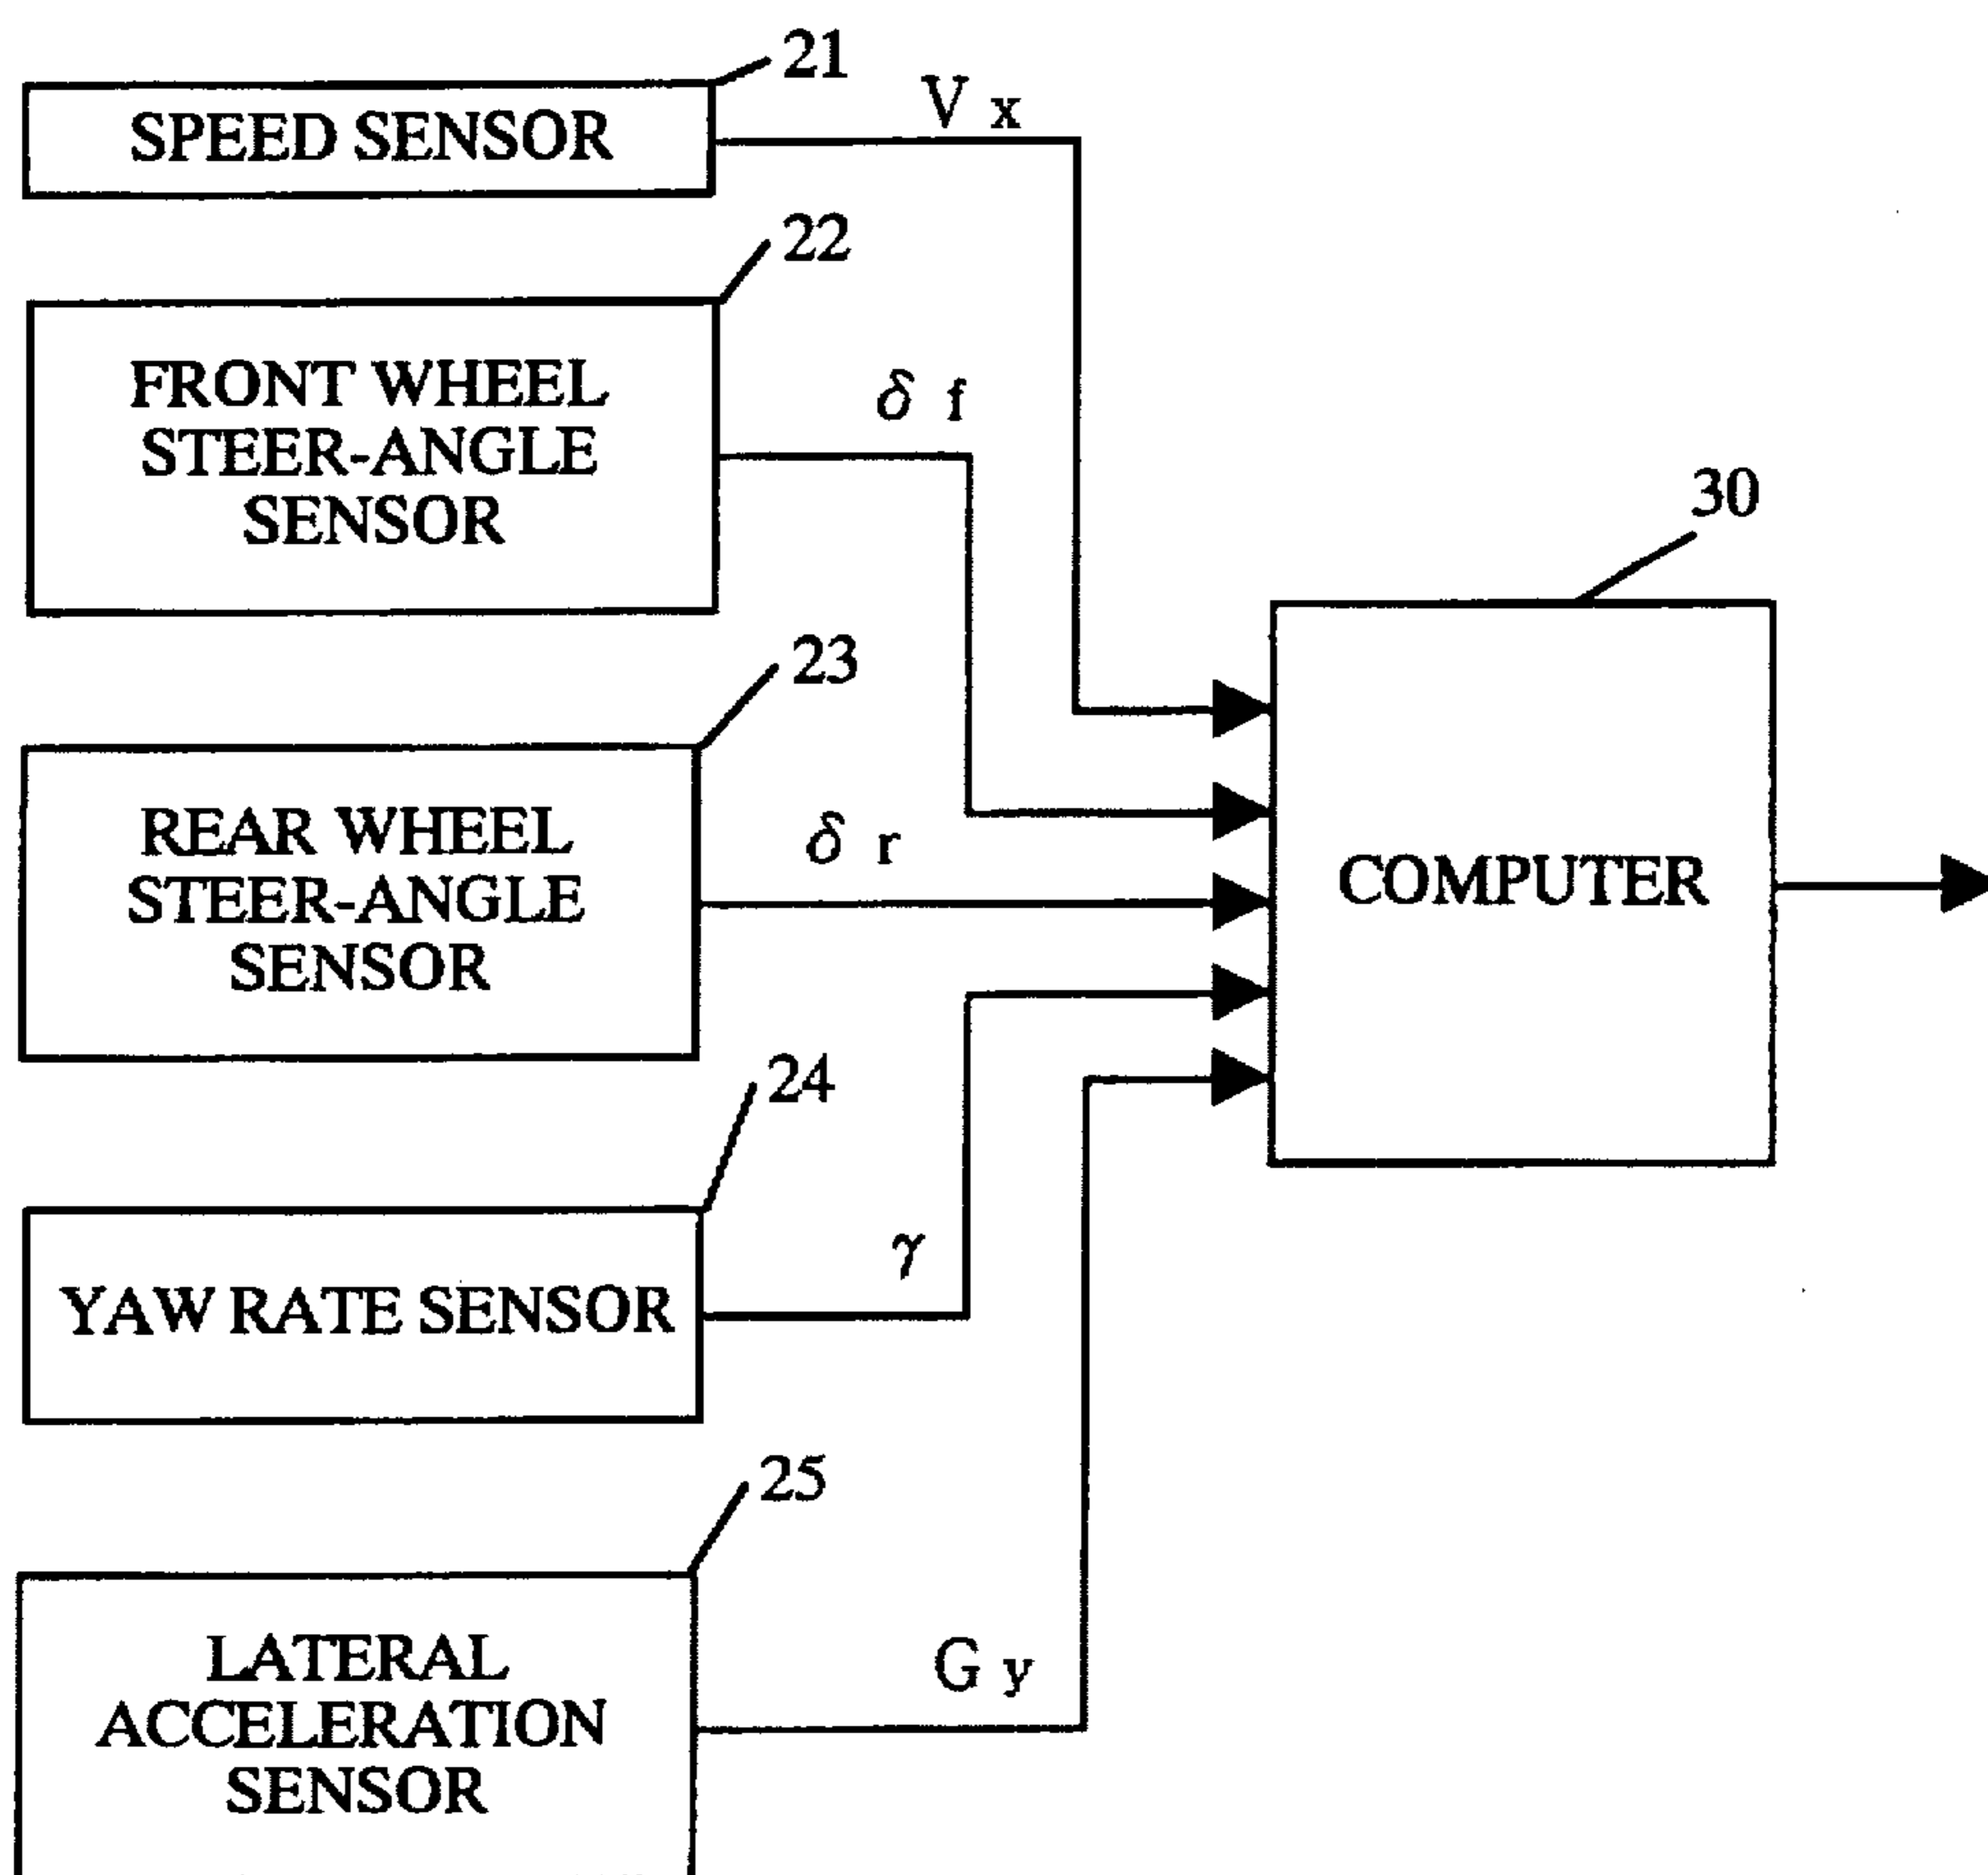 21
V x
SPEED SENSOR
22
FRONT WHEEL
STEER-ANGLE
SENSOR
δ f
30
23
REAR WHEEL
STEER-ANGLE
SENSOR
δ r
COMPUTER
24
γ
YAW RATE SENSOR
25
LATERAL
ACCELERATION
SENSOR
G y